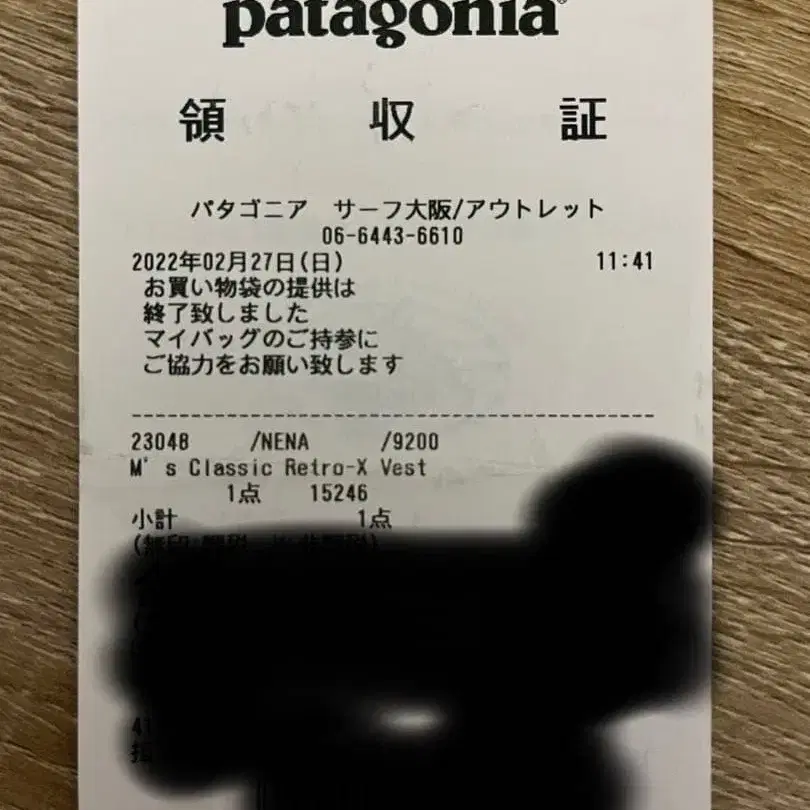 patagonia®
領収証
パタゴニア サーフ大阪/アウトレット
06-6443-6610
2022年02月27日(日) 11:41
お買い物袋の提供は
終了致しました
マイバッグのご持参に
ご協力をお願い致します
23048 /NENA /9200
M's Classic Retro-X Vest
1点 15246
小計 1点